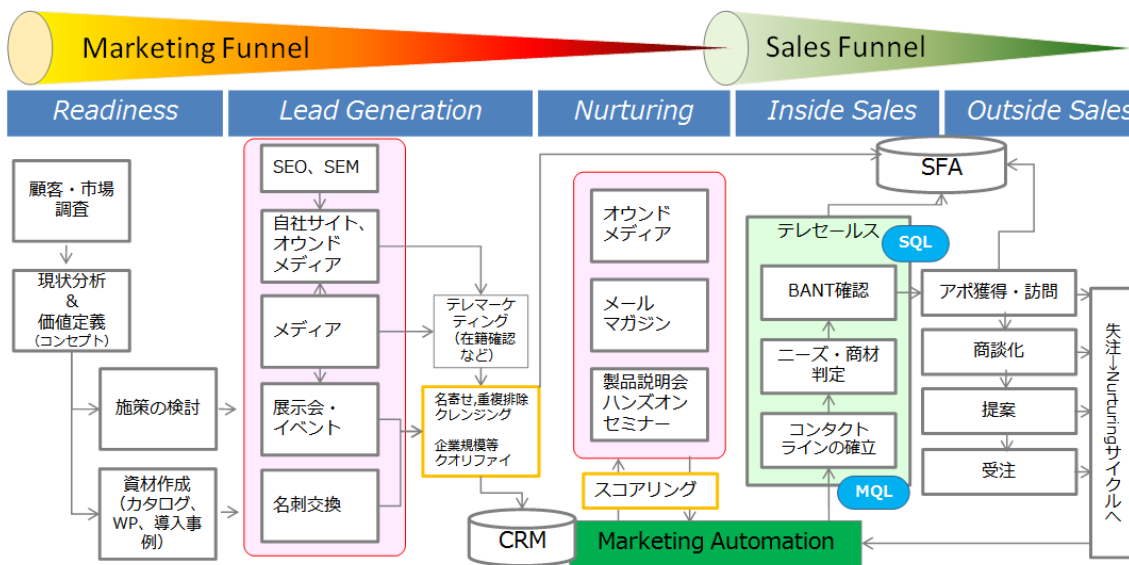 Marketing Funnel
Sales Funnel
Readiness
Lead Generation
Nurturing
Inside Sales
Outside Sales
顧客・市場
調査
現状分析
&
価値定義
(コンセプト)
施策の検討
資材作成
(カタログ、
WP、導入事
例)
SEO、SEM
自社サイト、
オウンド
メディア
メディア
展示会・
イベント
名刺交換
テレマーケ
ティング
(在籍確認
など)
名寄せ,重複排除
クレンジング
企業規模等
クオリファイ
CRM
オウンド
メディア
メール
マガジン
製品説明会
ハンズオン
セミナー
スコアリング
Marketing Automation
SFA
テレセールス
SQL
BANT確認
ニーズ・商材
判定
コンタクト
ラインの確立
MQL
アポ獲得・訪問
商談化
提案
受注
失注→Nurturingサイクルへ